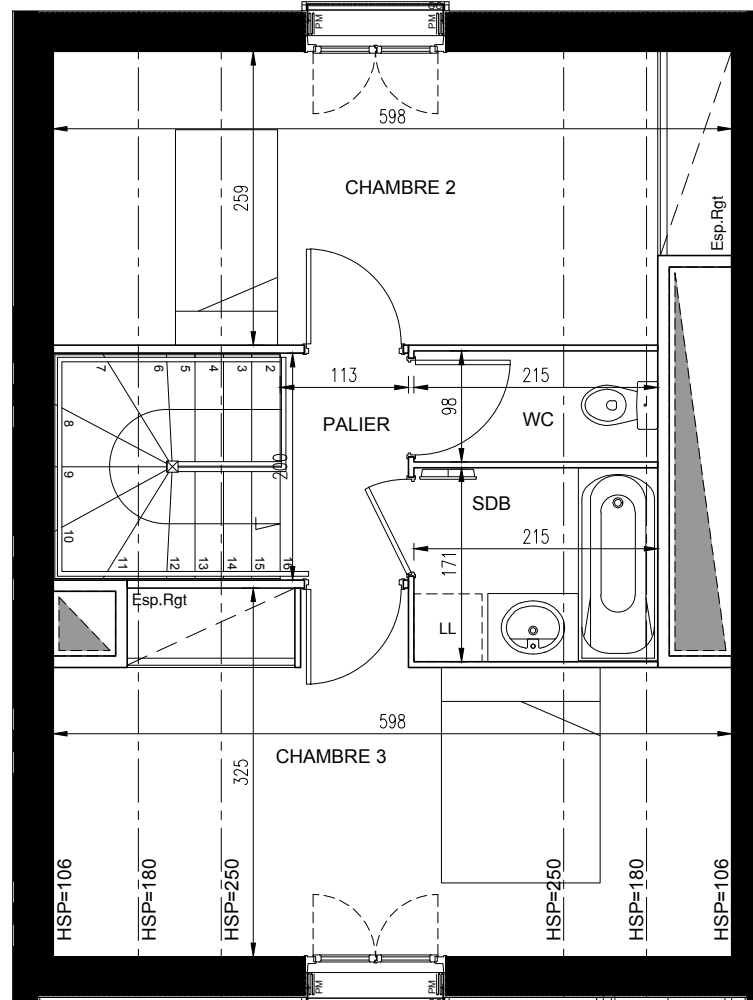 PM
PM
598
259
CHAMBRE 2
Esp.Rgt
7
6
5
4
3
2
8
9
10
11
12
13
14
15
16
113
215
98
WC
PALIER
200
SDB
215
171
LL
Esp.Rgt
598
CHAMBRE 3
325
HSP=106
HSP=180
HSP=250
HSP=250
HSP=180
HSP=106
PM
PM